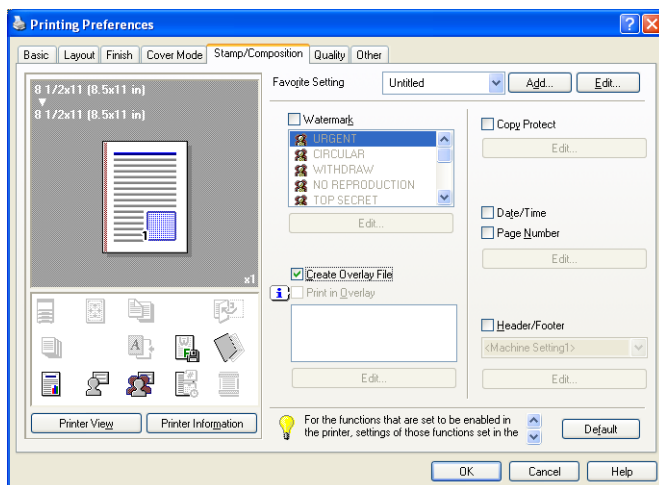 Printing Preferences
Basic Layout Finish Cover Mode Stamp/Composition Quality Other
8 1/2x11 (8.5x11 in)
8 1/2x11 (8.5x11 in)
1
x1
Printer View Printer Information
Favorite Setting Untitled Add... Edit...
Watermark
URGENT
CIRCULAR
WITHDRAW
NO REPRODUCTION
TOP SECRET
Edit...
Create Overlay File
Print in Overlay
Edit...
Copy Protect
Edit...
Date/Time
Page Number
Edit...
Header/Footer
<Machine Setting1>
Edit...
For the functions that are set to be enabled in
the printer, settings of those functions set in the
Default
OK Cancel Help